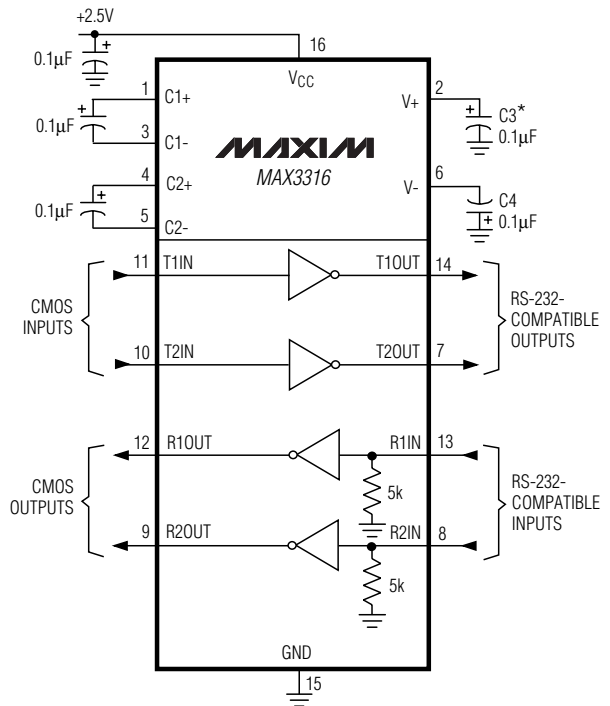 +2.5V
0.1μF
16
VCC
1
C1+
0.1μF
3
C1-
4
C2+
0.1μF
5
C2-
2
V+
C3*
0.1μF
6
V-
C4
0.1μF
MAXIM
MAX3316
CMOS
INPUTS
11
T1IN
T1OUT
14
10
T2IN
T2OUT
7
RS-232-
COMPATIBLE
OUTPUTS
CMOS
OUTPUTS
12
R1OUT
R1IN
13
5k
9
R2OUT
R2IN
8
5k
RS-232-
COMPATIBLE
INPUTS
GND
15